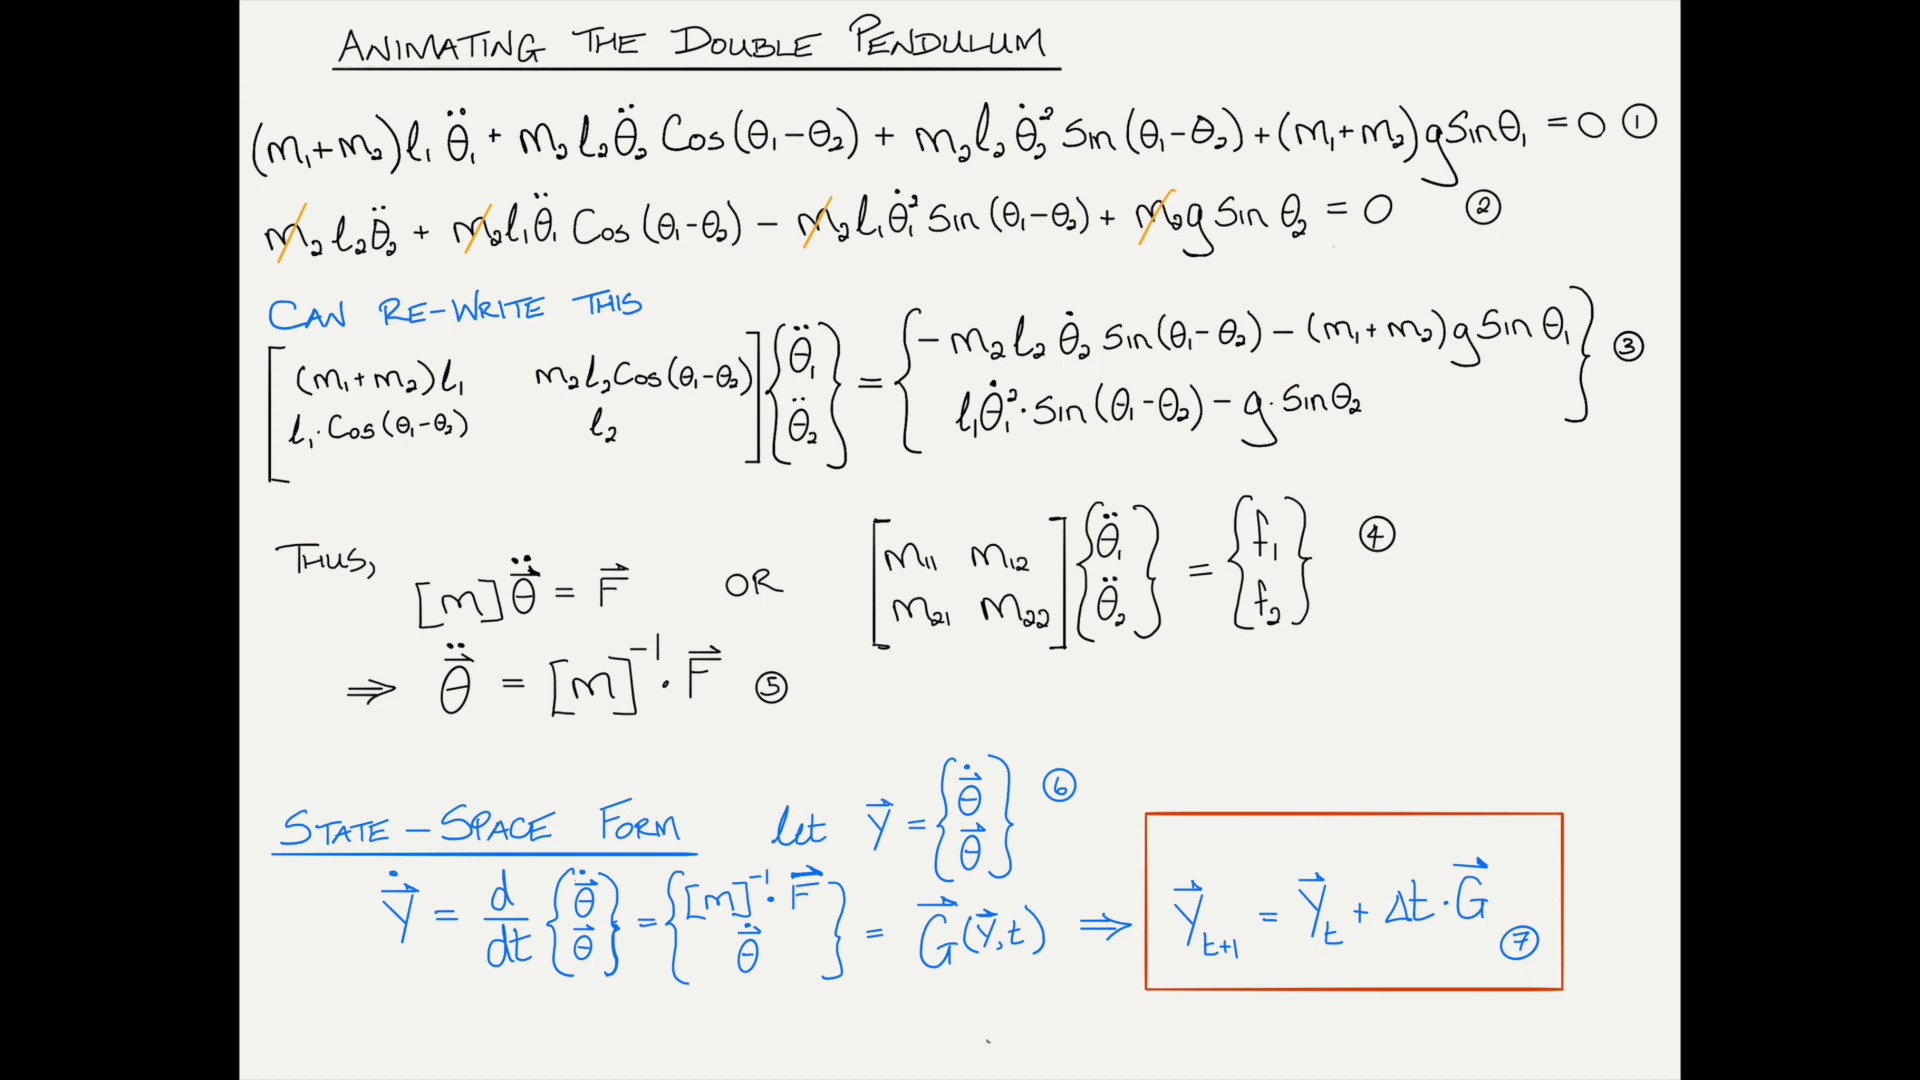 ANIMATING THE DOUBLE PENDULUM
(m₁+m₂)l₁θ̈₁ + m₂l₂θ̈₂ Cos(θ₁-θ₂) + m₂l₂θ̇₂² Sin(θ₁-θ₂) + (m₁+m₂)g Sinθ₁ = 0 ①
m₂l₂θ̈₂ + m₂l₁θ̈₁ Cos(θ₁-θ₂) - m₂l₁θ̇₁² Sin(θ₁-θ₂) + m₂g Sin θ₂ = 0 ②
CAN RE-WRITE THIS
[(m₁+m₂)l₁ m₂l₂Cos(θ₁-θ₂)] {θ̈₁} = {-m₂l₂θ̇₂ Sin(θ₁-θ₂) - (m₁+m₂)g Sin θ₁} ③
[l₁·Cos(θ₁-θ₂) l₂] {θ̈₂} {l₁θ̇₁²·Sin(θ₁-θ₂) - g·Sinθ₂}
THUS, [m]θ⃗̈ = F⃗ OR [m₁₁ m₁₂] {θ̈₁} = {f₁} ④
[m₂₁ m₂₂] {θ̈₂} {f₂}
⇒ θ⃗̈ = [m]⁻¹·F⃗ ⑤
STATE-SPACE FORM let Y⃗ = {θ⃗̇ θ⃗} ⑥
Y⃗̇ = d/dt {θ⃗̇ θ⃗} = {[m]⁻¹·F⃗ θ⃗̇} = G⃗(Y⃗,t) ⇒ Y⃗ₜ₊₁ = Y⃗ₜ + Δt·G⃗ ⑦